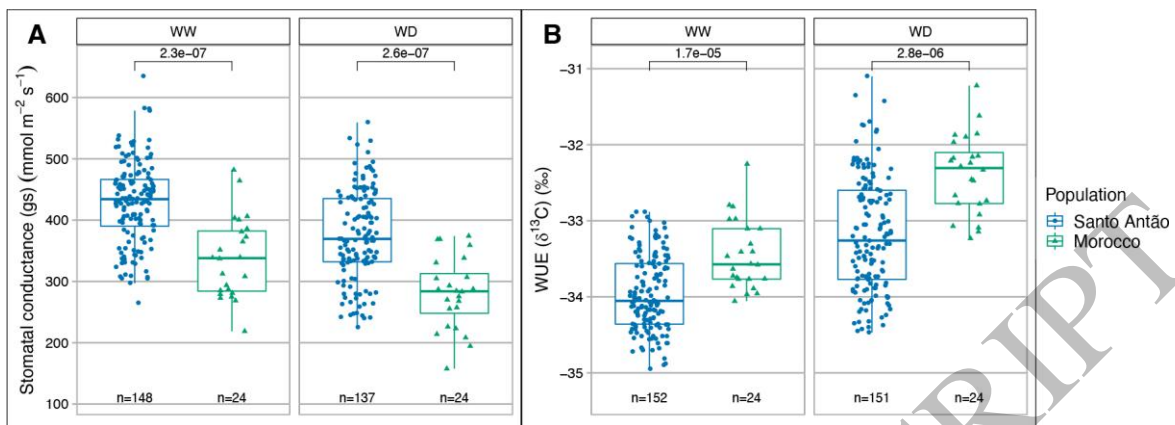 A
WW
WD
2.3e−07
2.6e−07
Stomatal conductance (gs) (mmol m⁻² s⁻¹)
600
500
400
300
200
100
n=148
n=24
n=137
n=24
B
WW
WD
1.7e−05
2.8e−06
WUE (δ¹³C) (‰)
−31
−32
−33
−34
−35
n=152
n=24
n=151
n=24
Population
Santo Antão
Morocco
RIPT